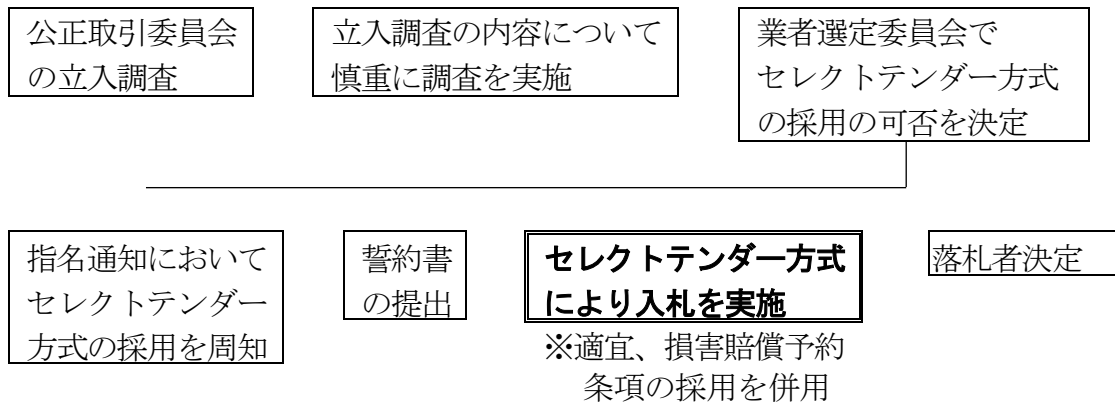 公正取引委員会
の立入調査
立入調査の内容について
慎重に調査を実施
業者選定委員会で
セレクトテンダー方式
の採用の可否を決定
指名通知において
セレクトテンダー
方式の採用を周知
誓約書
の提出
セレクトテンダー方式
により入札を実施
※適宜、損害賠償予約
条項の採用を併用
落札者決定